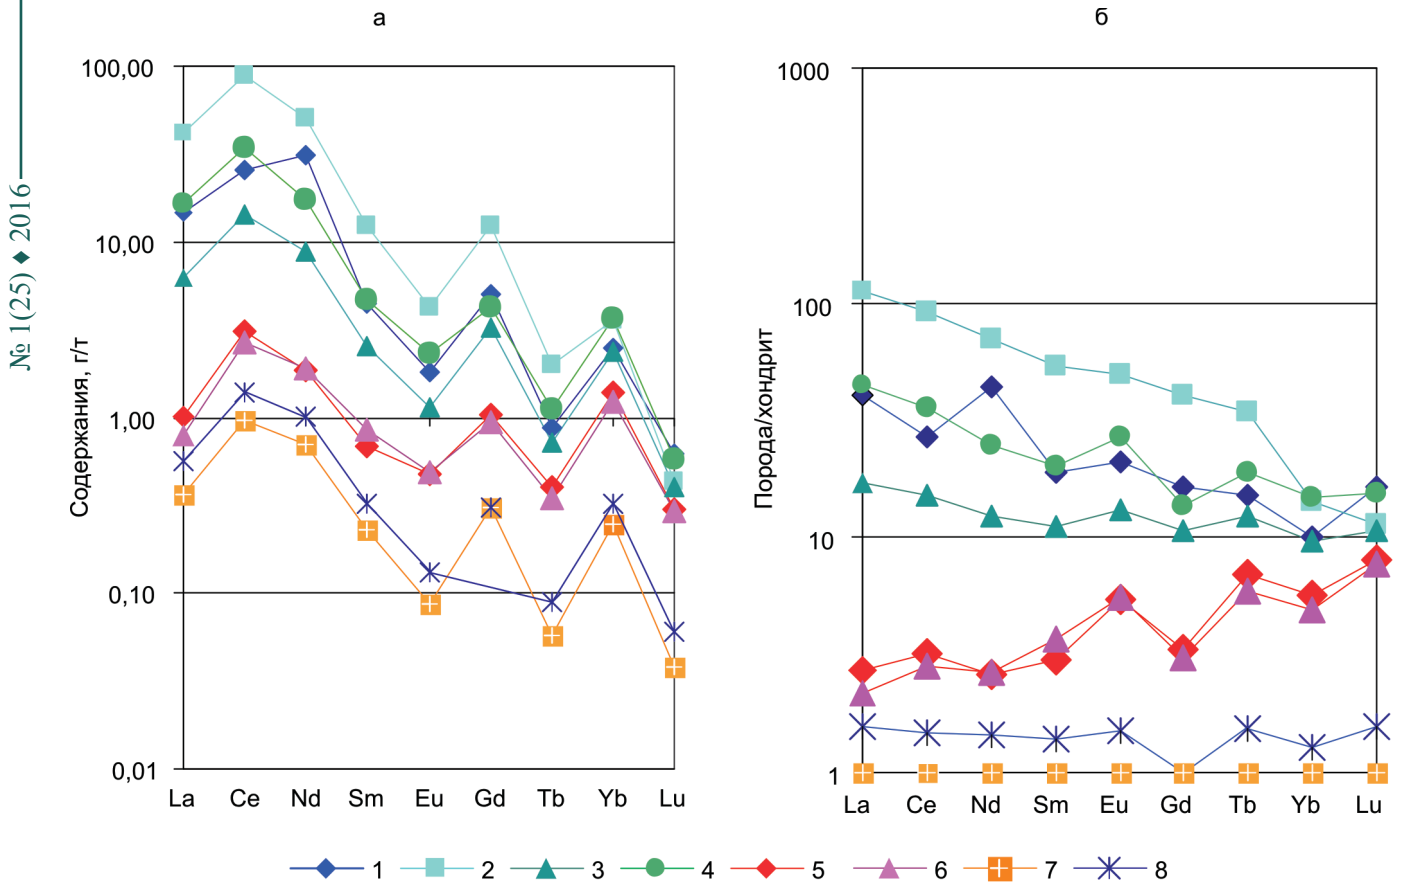 № 1(25) ♦ 2016
а
Содержания, г/т
100,00
10,00
1,00
0,10
0,01
La Ce Nd Sm Eu Gd Tb Yb Lu
б
Порода/хондрит
1000
100
10
1
La Ce Nd Sm Eu Gd Tb Yb Lu
1 2 3 4 5 6 7 8